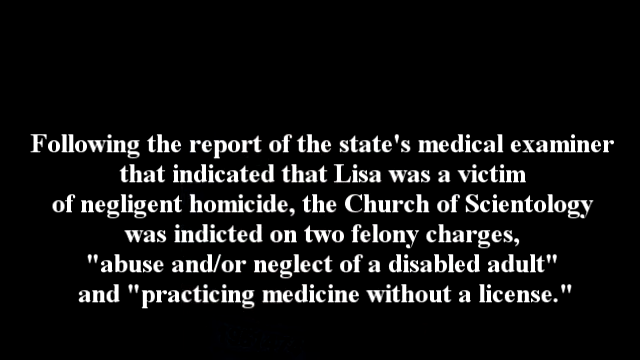 Following the report of the state's medical examiner
that indicated that Lisa was a victim
of negligent homicide, the Church of Scientology
was indicted on two felony charges,
"abuse and/or neglect of a disabled adult"
and "practicing medicine without a license."